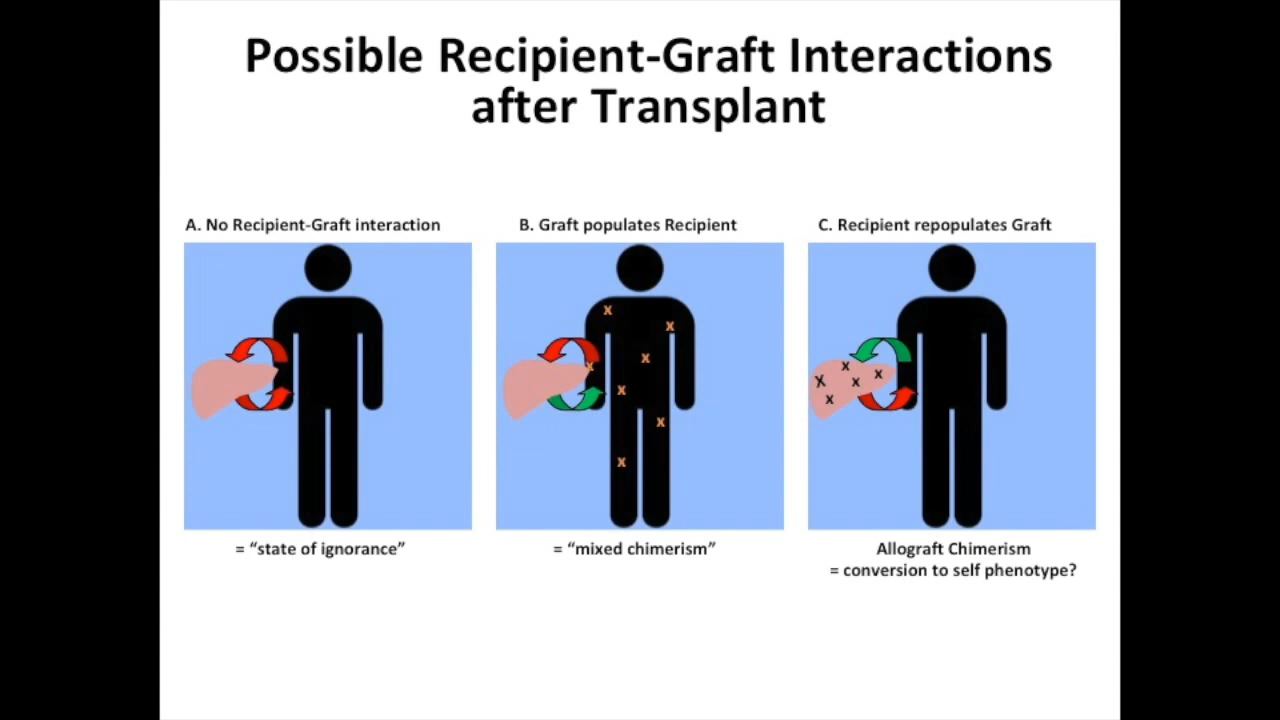 Possible Recipient-Graft Interactions
after Transplant
A. No Recipient-Graft interaction
B. Graft populates Recipient
C. Recipient repopulates Graft
x
x
x
x
x
x
x
x
x
X
x
x
= “state of ignorance”
= “mixed chimerism”
Allograft Chimerism
= conversion to self phenotype?